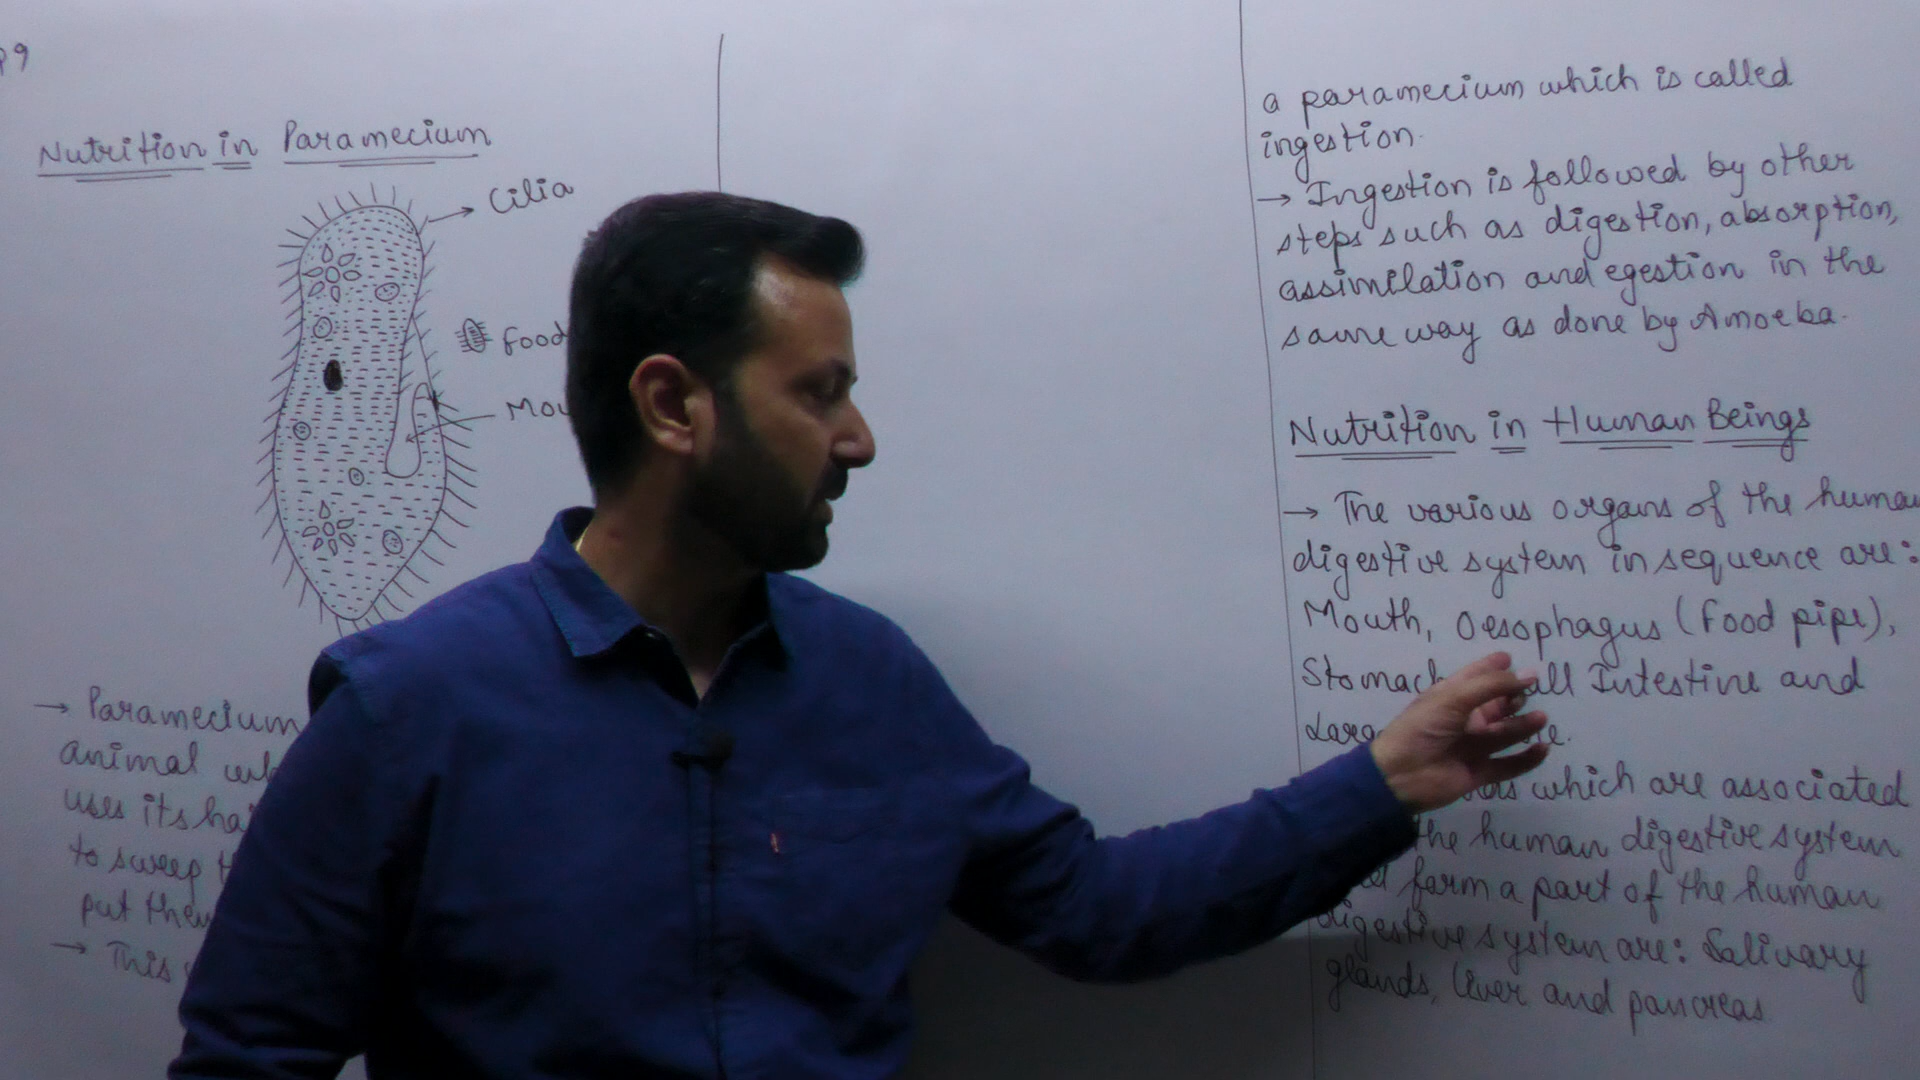 Nutrition in Paramecium
Cilia
food
→ Paramecium
animal
uses its
to sweep
put
→ This
a paramecium which is called
ingestion.
→ Ingestion is followed by other
steps such as digestion, absorption,
assimilation and egestion in the
same way as done by Amoeba.
Nutrition in Human Beings
→ The various organs of the human
digestive system in sequence are:
Mouth, Oesophagus (food pipe),
Stomach Intestine and
which are associated
the human digestive system
form a part of the human
digestive system are: Salivary
glands, liver and pancreas